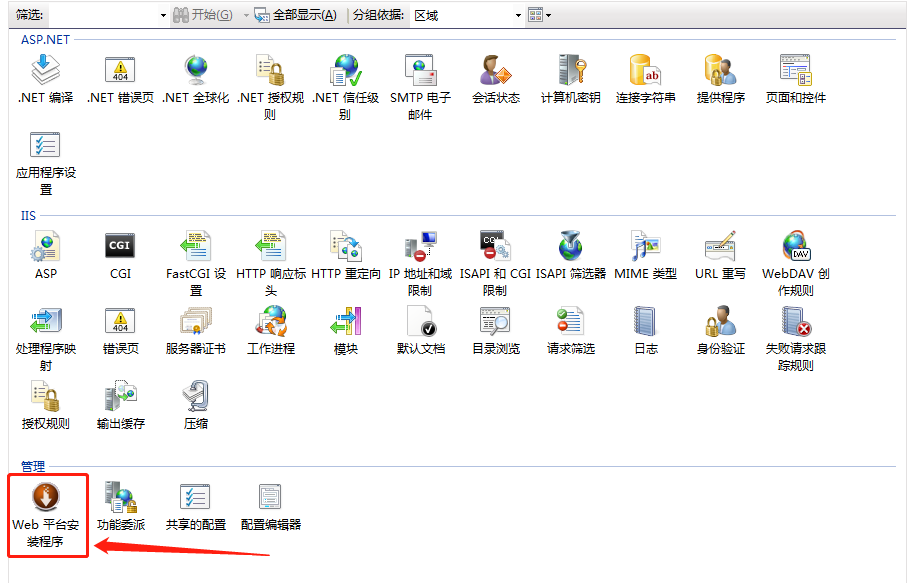 筛选: 开始(G) 全部显示(A) 分组依据: 区域
ASP.NET
404
ab
.NET 编译 .NET 错误页 .NET 全球化 .NET 授权规 .NET 信任级 SMTP 电子 会话状态 计算机密钥 连接字符串 提供程序 页面和控件
则 别 邮件
应用程序设
置
IIS
CGI CGI DAV
ASP CGI FastCGI 设 HTTP 响应标 HTTP 重定向 IP 地址和域 ISAPI 和 CGI ISAPI 筛选器 MIME 类型 URL 重写 WebDAV 创
置 头 限制 限制 作规则
404
处理程序映 错误页 服务器证书 工作进程 模块 默认文档 目录浏览 请求筛选 日志 身份验证 失败请求跟
射 踪规则
授权规则 输出缓存 压缩
管理
Web 平台安 功能委派 共享的配置 配置编辑器
装程序